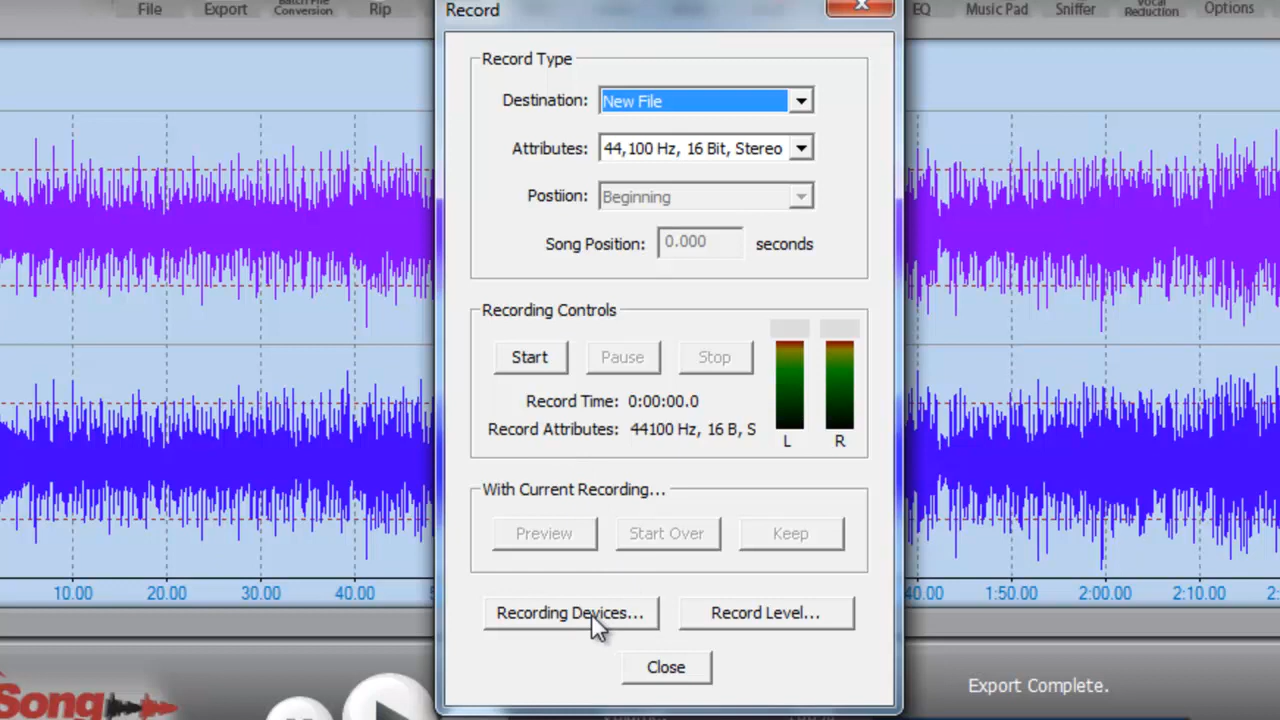 File Export Batch File Conversion Rip
Record
EQ Music Pad Sniffer Vocal Reduction Options
Record Type
Destination: New File
Attributes: 44,100 Hz, 16 Bit, Stereo
Postion: Beginning
Song Position: 0.000 seconds
Recording Controls
Start Pause Stop
Record Time: 0:00:00.0
Record Attributes: 44100 Hz, 16 B, S
L R
With Current Recording...
Preview Start Over Keep
10.00 20.00 30.00 40.00
40.00 1:50.00 2:00.00 2:10.00
Recording Devices... Record Level...
Close
Song
Export Complete.